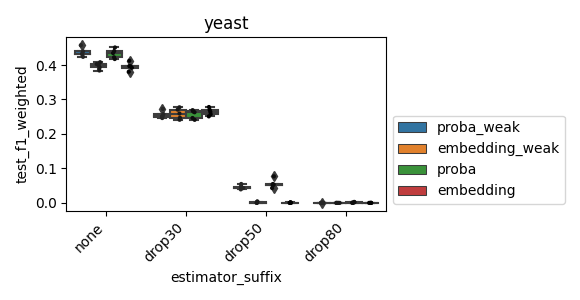 yeast
test_f1_weighted
0.4
0.3
0.2
0.1
0.0
none
drop30
drop50
drop80
estimator_suffix
proba_weak
embedding_weak
proba
embedding